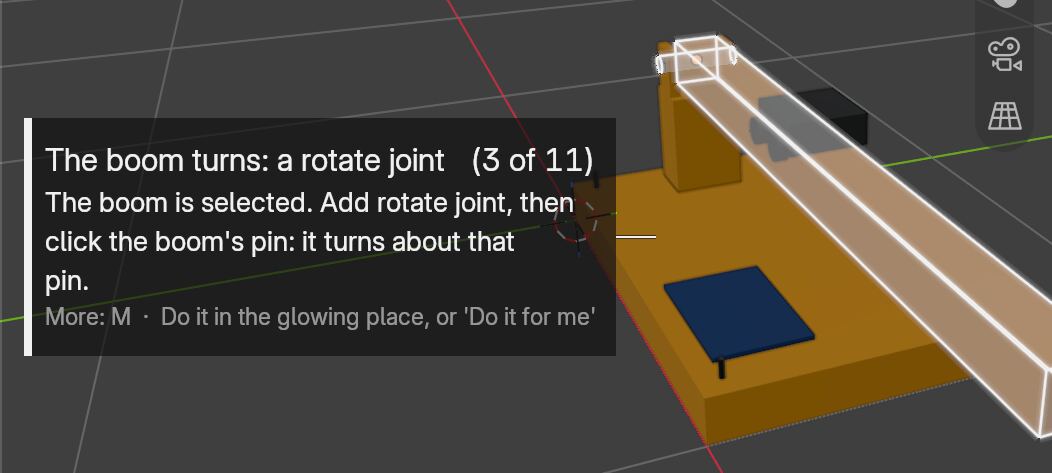 The boom turns: a rotate joint (3 of 11)
The boom is selected. Add rotate joint, then
click the boom's pin: it turns about that
pin.
More: M · Do it in the glowing place, or 'Do it for me'